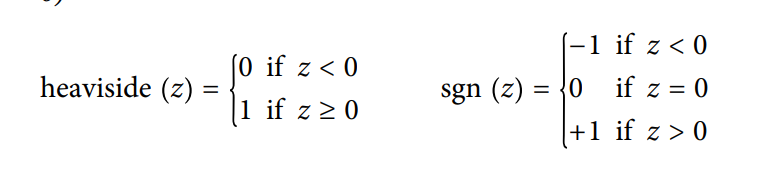 heaviside (z) = {0 if z < 0
1 if z ≥ 0
sgn (z) = {−1 if z < 0
0 if z = 0
+1 if z > 0